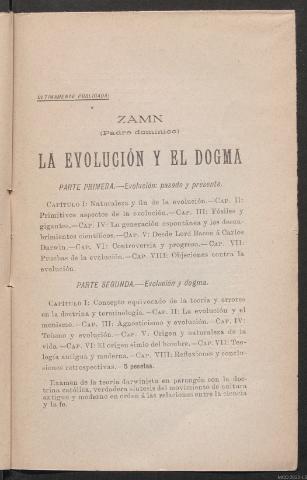 ULTIMAMENTE PUBLICADA:
ZAMN
(Padre dominico)
LA EVOLUCIÓN Y EL DOGMA
PARTE PRIMERA.—Evolución: pasado y presente.
CAPÍTULO I: Naturaleza y fin de la evolución.—CAP. II:
Primitivos aspectos de la evolución.—CAP. III: Fósiles y
gigantes.—CAP. IV: La generación espontánea y los descu-
brimientos científicos.—CAP. V: Desde Lord Bacon á Carlos
Darwin.—CAP. VI: Controversia y progreso.—CAP. VII:
Pruebas de la evolución.—CAP. VIII: Objeciones contra la
evolución.
PARTE SEGUNDA.—Evolución y dogma.
CAPÍTULO I: Concepto equivocado de la teoría y errores
en la doctrina y terminología.—CAP. II: La evolución y el
monismo.—CAP. III: Agnosticismo y evolución.—CAP. IV:
Teísmo y evolución.—CAP. V: Origen y naturaleza de la
vida.—CAP. VI: El origen simio del hombre.—CAP. VII: Teo-
logía antigua y moderna.—CAP. VIII: Reflexiones y conclu-
siones retrospectivas.—5 pesetas.
Examen de la teoría darwinista en parangón con la doc-
trina católica, verdadera síntesis del movimiento de cultura
antiguo y moderno en orden á las relaciones entre la ciencia
y la fe.